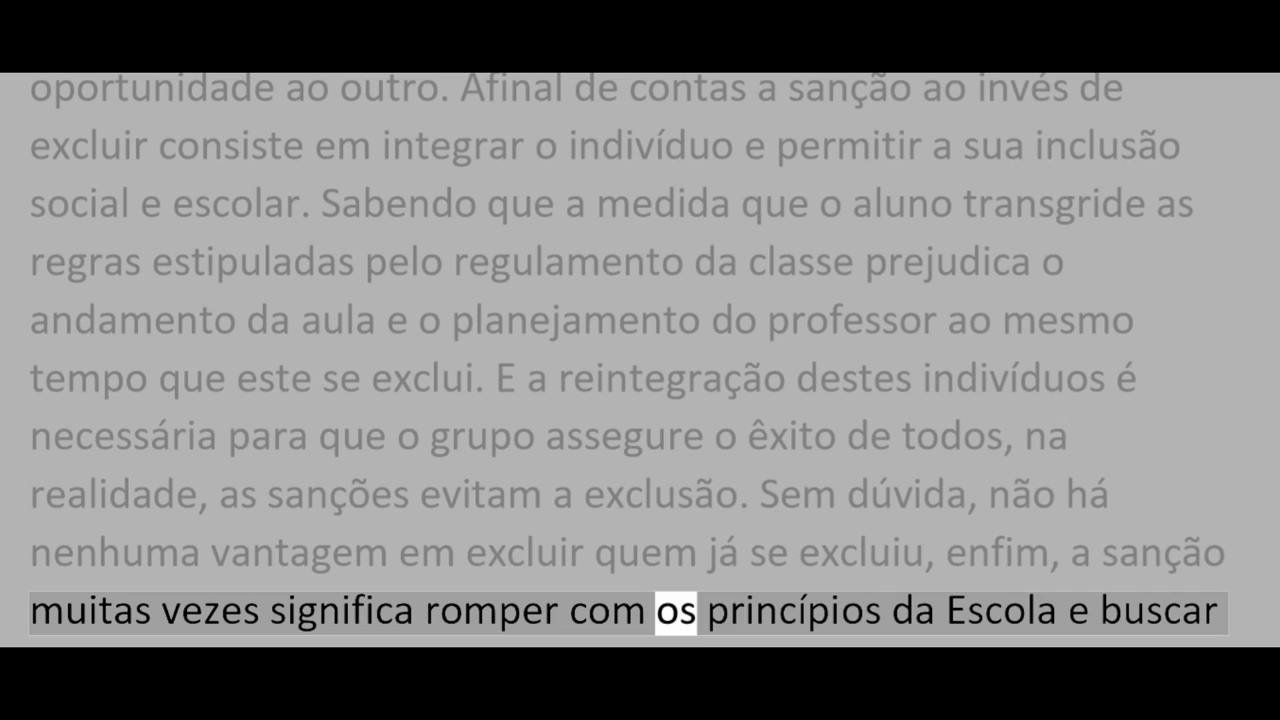 oportunidade ao outro. Afinal de contas a sanção ao invés de
excluir consiste em integrar o indivíduo e permitir a sua inclusão
social e escolar. Sabendo que a medida que o aluno transgride as
regras estipuladas pelo regulamento da classe prejudica o
andamento da aula e o planejamento do professor ao mesmo
tempo que este se exclui. E a reintegração destes indivíduos é
necessária para que o grupo assegure o êxito de todos, na
realidade, as sanções evitam a exclusão. Sem dúvida, não há
nenhuma vantagem em excluir quem já se excluiu, enfim, a sanção
muitas vezes significa romper com os princípios da Escola e buscar